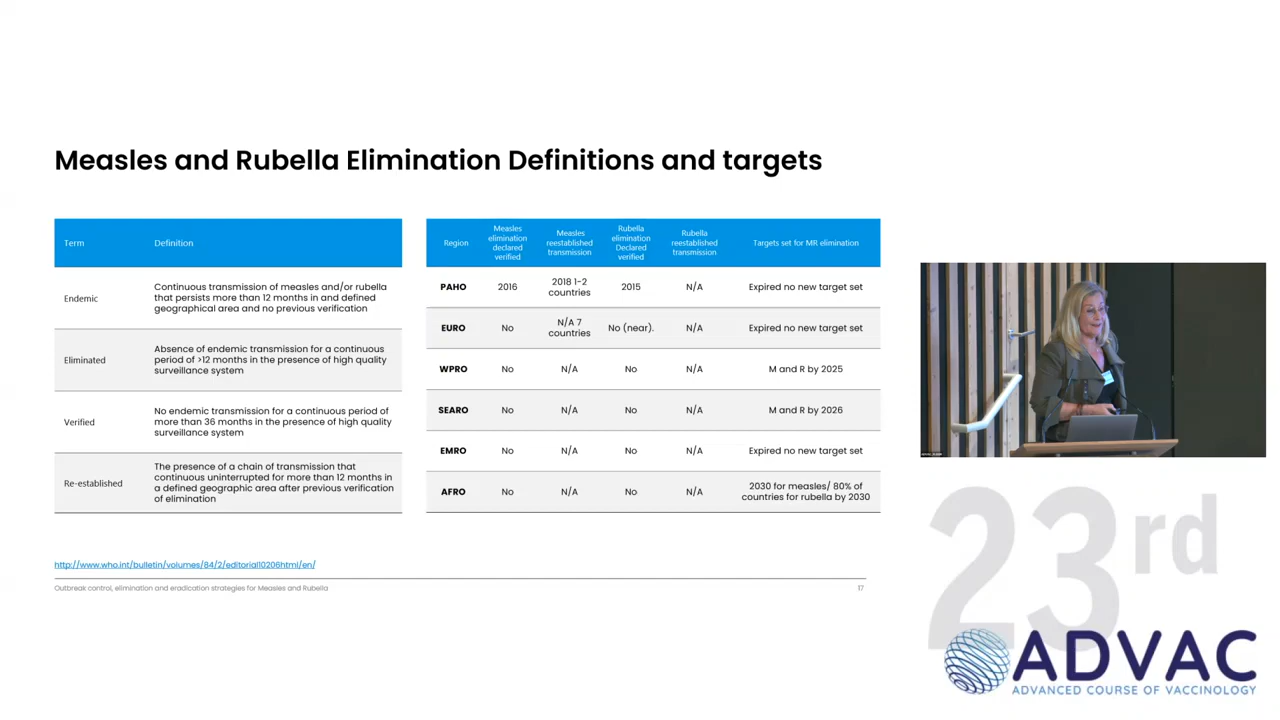 Measles and Rubella Elimination Definitions and targets
Term Definition
Endemic
Continuous transmission of measles and/or rubella
that persists more than 12 months in and defined
geographical area and no previous verification
Eliminated
Absence of endemic transmission for a continuous
period of >12 months in the presence of high quality
surveillance system
Verified
No endemic transmission for a continuous period of
more than 36 months in the presence of high quality
surveillance system
Re-established
The presence of a chain of transmission that
continuous uninterrupted for more than 12 months in
a defined geographic area after previous verification
of elimination
Region
Measles
elimination
declared
verified
Measles
reestablished
transmission
Rubella
elimination
Declared
verified
Rubella
reestablished
transmission
Targets set for MR elimination
PAHO
2016
2018 1-2
countries
2015
N/A
Expired no new target set
EURO
No
N/A 7
countries
No (near).
N/A
Expired no new target set
WPRO No N/A No N/A M and R by 2025
SEARO No N/A No N/A M and R by 2026
EMRO No N/A No N/A Expired no new target set
AFRO No N/A No N/A
2030 for measles/ 80% of
countries for rubella by 2030
http://www.who.int/bulletin/volumes/84/2/editorial10206html/en/
Outbreak control, elimination and eradication strategies for Measles and Rubella 17
23rd
ADVAC
ADVANCED COURSE OF VACCINOLOGY